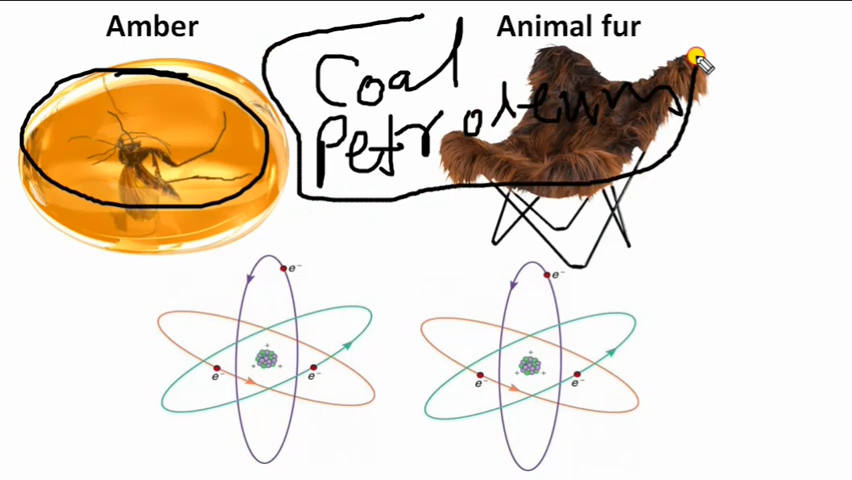 Amber
Animal fur
Coal
Petroleum
e⁻
e⁻
e⁻ e⁻
e⁻ e⁻